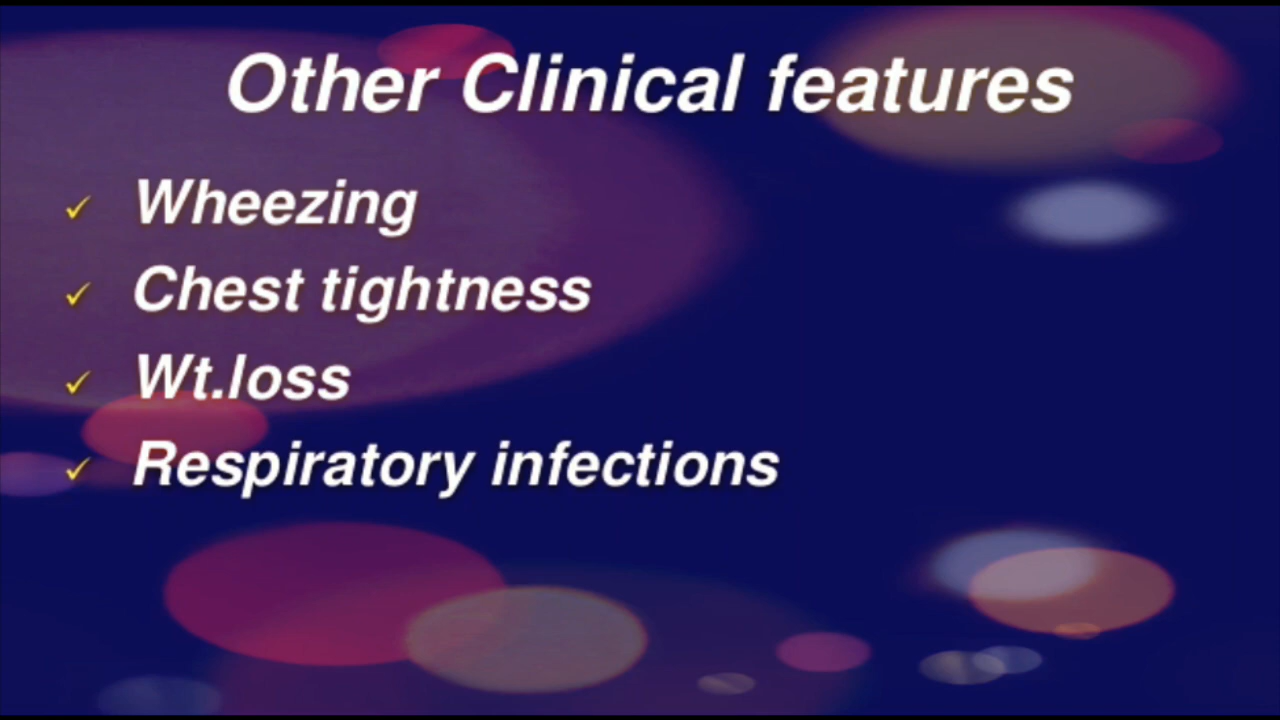 Other Clinical features
✓ Wheezing
✓ Chest tightness
✓ Wt.loss
✓ Respiratory infections